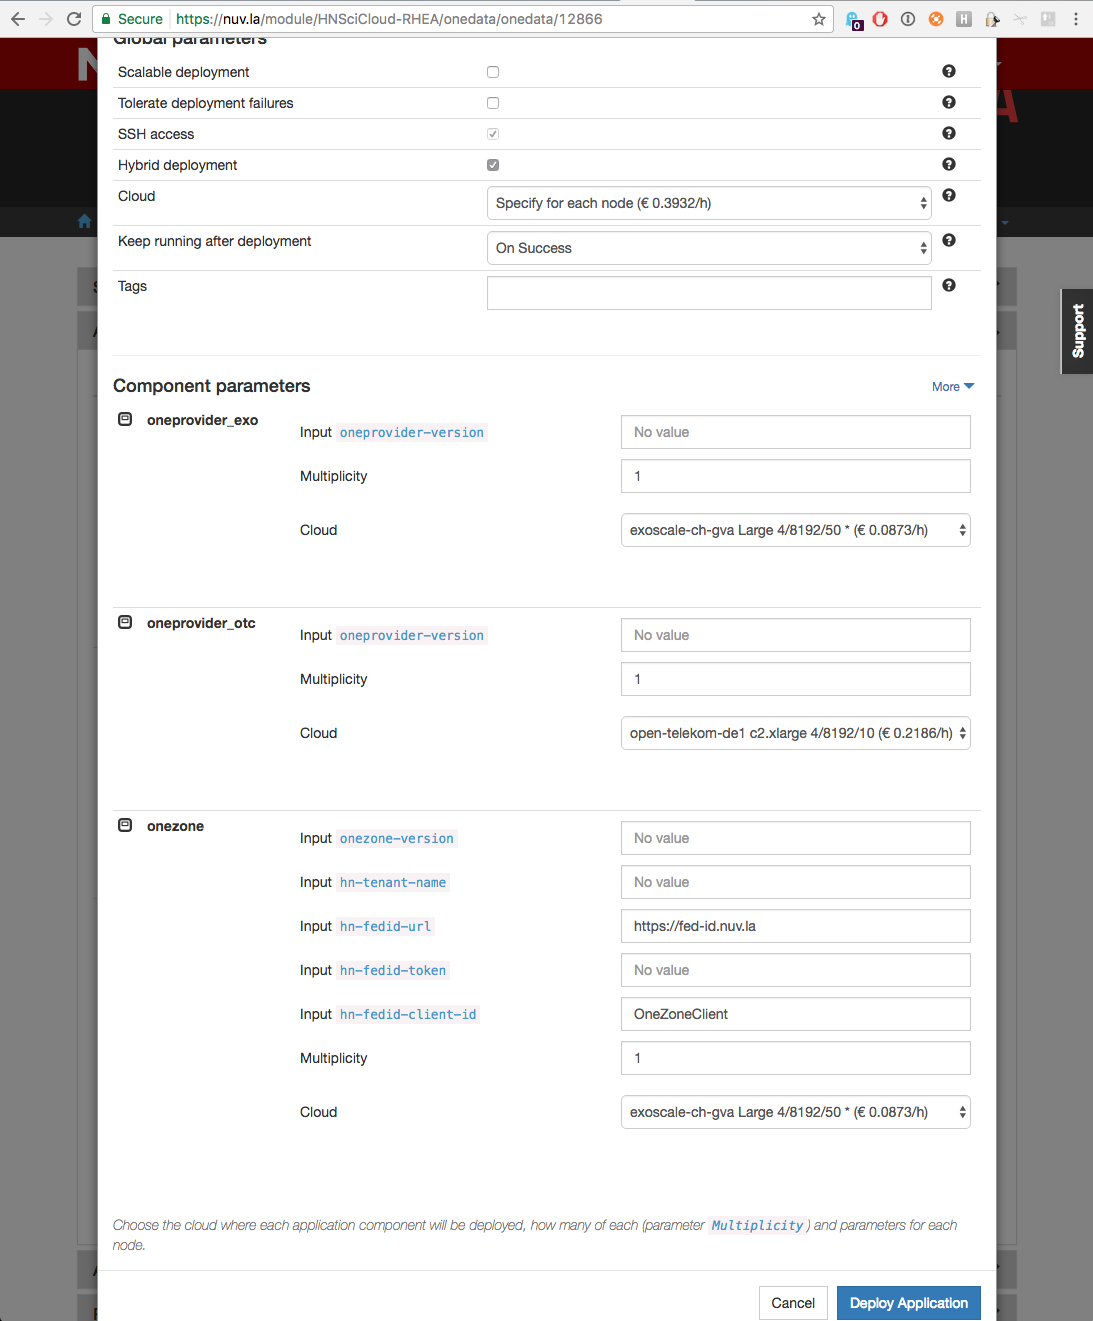 Secure https://nuv.la/module/HNSciCloud-RHEA/onedata/onedata/12866
0
H
N
A
Global parameters
Scalable deployment
Tolerate deployment failures
SSH access
Hybrid deployment
Cloud Specify for each node (€ 0.3932/h)
Keep running after deployment On Success
Tags
Support
Component parameters More
oneprovider_exo
Input oneprovider-version No value
Multiplicity 1
Cloud exoscale-ch-gva Large 4/8192/50 * (€ 0.0873/h)
oneprovider_otc
Input oneprovider-version No value
Multiplicity 1
Cloud open-telekom-de1 c2.xlarge 4/8192/10 (€ 0.2186/h)
onezone
Input onezone-version No value
Input hn-tenant-name No value
Input hn-fedid-url https://fed-id.nuv.la
Input hn-fedid-token No value
Input hn-fedid-client-id OneZoneClient
Multiplicity 1
Cloud exoscale-ch-gva Large 4/8192/50 * (€ 0.0873/h)
Choose the cloud where each application component will be deployed, how many of each (parameter Multiplicity ) and parameters for each
node.
Cancel Deploy Application